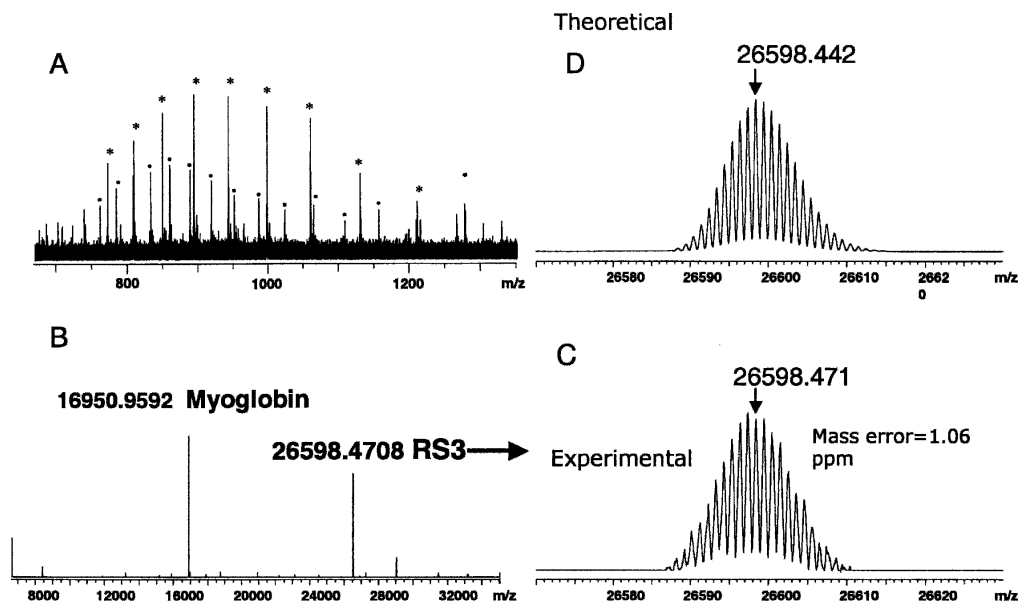 A
*
*
*
*
*
*
*
*
*
800
1000
1200
m/z
B
16950.9592 Myoglobin
26598.4708 RS3
8000
12000
16000
20000
24000
28000
32000
m/z
Theoretical
D
26598.442
26580
26590
26600
26610
2662
0
m/z
C
26598.471
Experimental
Mass error=1.06
ppm
26580
26590
26600
26610
26620
m/z